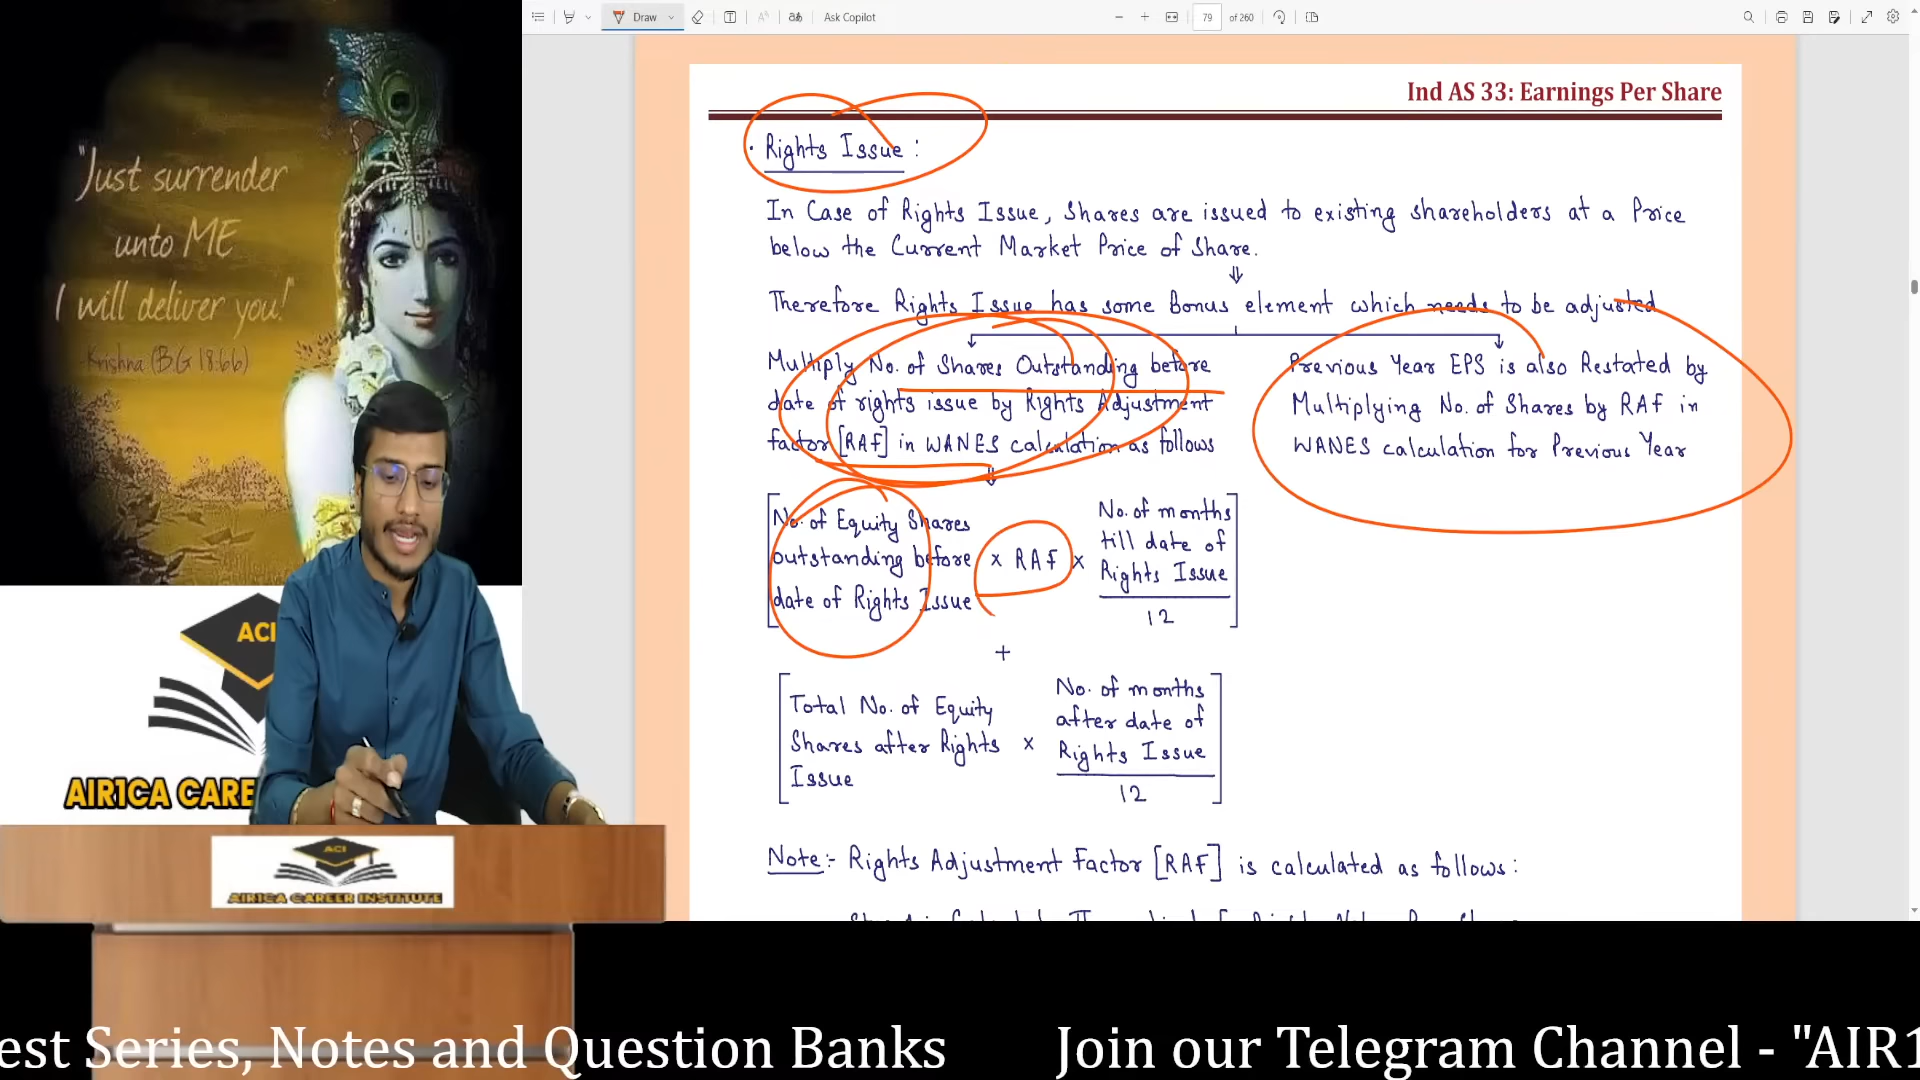 Draw
Ask Copilot
79
of 260
"Just surrender
unto ME
I will deliver you!"
-Krishna (B.G 18:66)
Ind AS 33: Earnings Per Share
· Rights Issue :
In Case of Rights Issue, Shares are issued to existing shareholders at a Price
below the Current Market Price of Share.
⇓
Therefore Rights Issue has some Bonus element which needs to be adjusted
Multiply No. of Shares Outstanding before
date of rights issue by Rights Adjustment
factor [RAF] in WANES calculation as follows
Previous Year EPS is also Restated by
Multiplying No. of Shares by RAF in
WANES calculation for Previous Year
No. of Equity Shares
outstanding before
date of Rights Issue
× RAF ×
No. of months
till date of
Rights Issue
12
+
Total No. of Equity
Shares after Rights
Issue
×
No. of months
after date of
Rights Issue
12
Note:- Rights Adjustment Factor [RAF] is calculated as follows :
ACI
AIR1CA CARE
ACI
AIR1CA CAREER INSTITUTE
est Series, Notes and Question Banks
Join our Telegram Channel - "AIR1